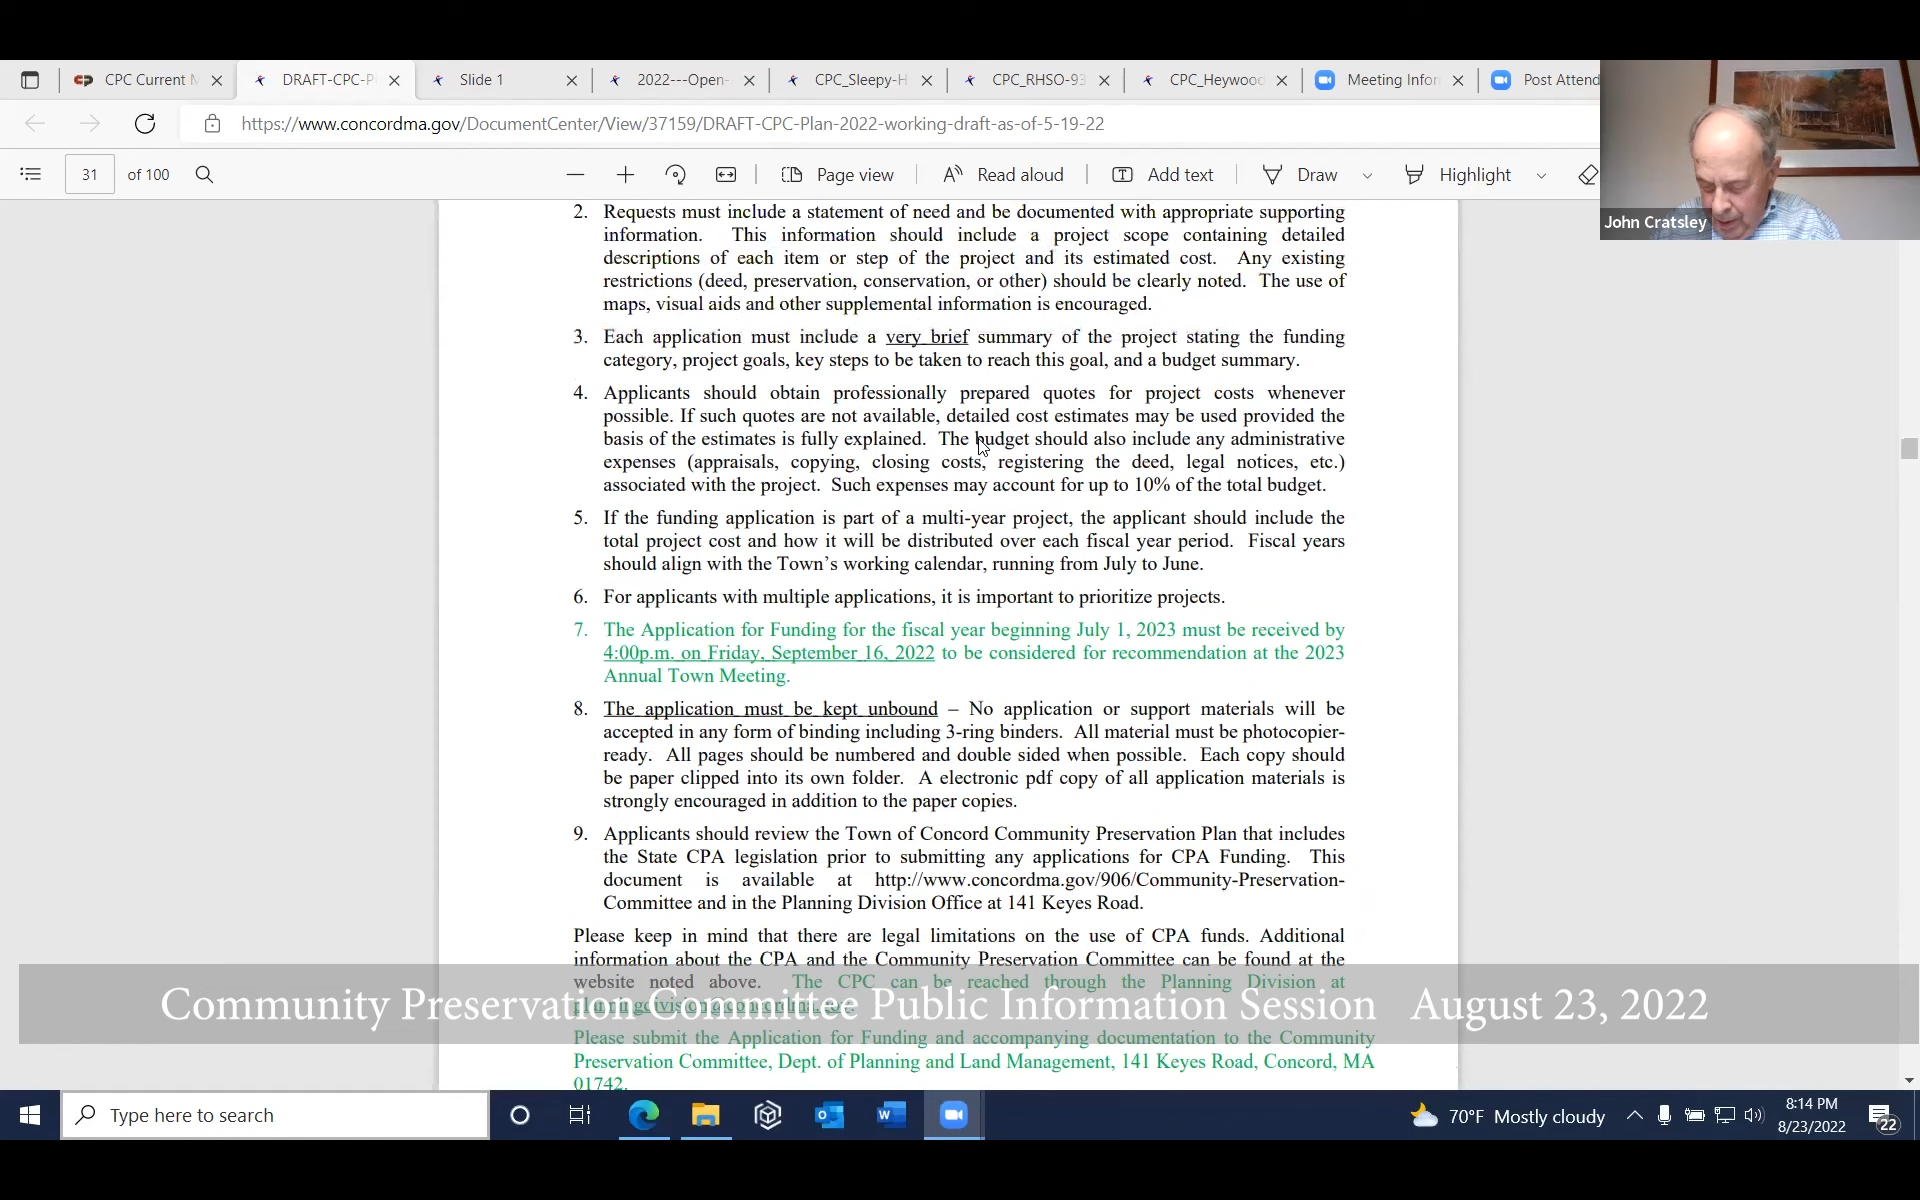 CPC Current M
DRAFT-CPC-P
Slide 1
2022---Open-
CPC_Sleepy-H
CPC_RHSO-93
CPC_Heywood
Meeting Infor
Post Attend
https://www.concordma.gov/DocumentCenter/View/37159/DRAFT-CPC-Plan-2022-working-draft-as-of-5-19-22
31 of 100
Page view
Read aloud
Add text
Draw
Highlight
John Cratsley
2. Requests must include a statement of need and be documented with appropriate supporting
information. This information should include a project scope containing detailed
descriptions of each item or step of the project and its estimated cost. Any existing
restrictions (deed, preservation, conservation, or other) should be clearly noted. The use of
maps, visual aids and other supplemental information is encouraged.
3. Each application must include a very brief summary of the project stating the funding
category, project goals, key steps to be taken to reach this goal, and a budget summary.
4. Applicants should obtain professionally prepared quotes for project costs whenever
possible. If such quotes are not available, detailed cost estimates may be used provided the
basis of the estimates is fully explained. The budget should also include any administrative
expenses (appraisals, copying, closing costs, registering the deed, legal notices, etc.)
associated with the project. Such expenses may account for up to 10% of the total budget.
5. If the funding application is part of a multi-year project, the applicant should include the
total project cost and how it will be distributed over each fiscal year period. Fiscal years
should align with the Town's working calendar, running from July to June.
6. For applicants with multiple applications, it is important to prioritize projects.
7. The Application for Funding for the fiscal year beginning July 1, 2023 must be received by
4:00p.m. on Friday, September 16, 2022 to be considered for recommendation at the 2023
Annual Town Meeting.
8. The application must be kept unbound – No application or support materials will be
accepted in any form of binding including 3-ring binders. All material must be photocopier-
ready. All pages should be numbered and double sided when possible. Each copy should
be paper clipped into its own folder. A electronic pdf copy of all application materials is
strongly encouraged in addition to the paper copies.
9. Applicants should review the Town of Concord Community Preservation Plan that includes
the State CPA legislation prior to submitting any applications for CPA Funding. This
document is available at http://www.concordma.gov/906/Community-Preservation-
Committee and in the Planning Division Office at 141 Keyes Road.
Please keep in mind that there are legal limitations on the use of CPA funds. Additional
information about the CPA and the Community Preservation Committee can be found at the
website noted above. The CPC can be reached through the Planning Division at
Community Preservation Committee Public Information Session August 23, 2022
Please submit the Application for Funding and accompanying documentation to the Community
Preservation Committee, Dept. of Planning and Land Management, 141 Keyes Road, Concord, MA
01742.
Type here to search
70°F Mostly cloudy
8:14 PM
8/23/2022
22